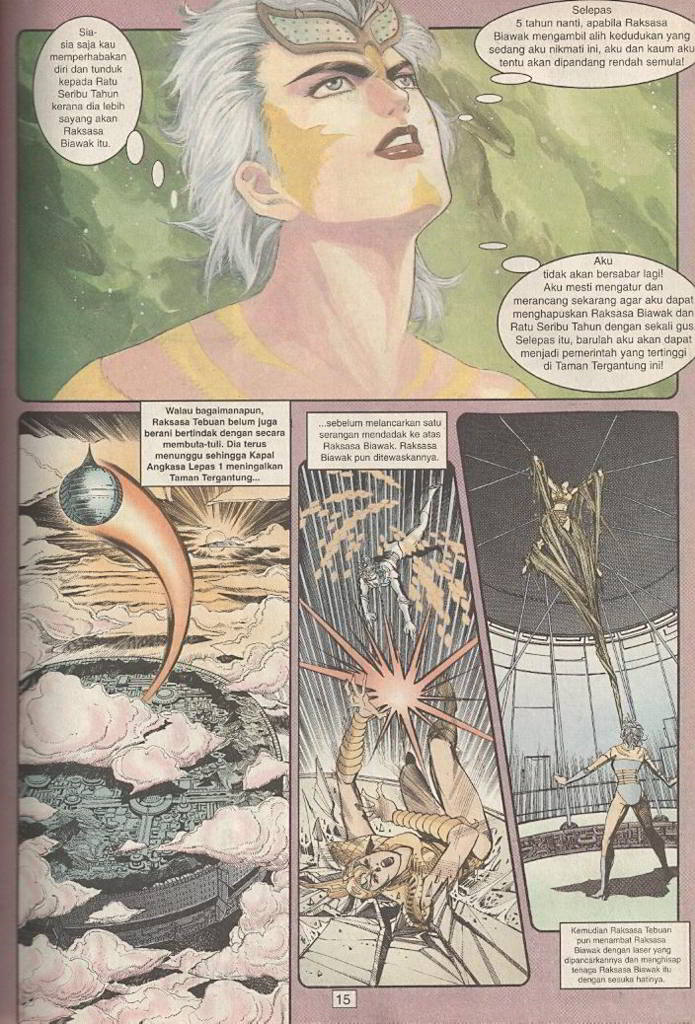 Sia-
sia saja kau
memperhabakan
diri dan tunduk
kepada Ratu
Seribu Tahun
kerana dia lebih
sayang akan
Raksasa
Biawak itu.
Selepas
5 tahun nanti, apabila Raksasa
Biawak mengambil alih kedudukan yang
sedang aku nikmati ini, aku dan kaum aku
tentu akan dipandang rendah semula!
Aku
tidak akan bersabar lagi!
Aku mesti mengatur dan
merancang sekarang agar aku dapat
menghapuskan Raksasa Biawak dan
Ratu Seribu Tahun dengan sekali gus
Selepas itu, barulah aku akan dapat
menjadi pemerintah yang tertinggi
di Taman Tergantung ini!
Walau bagaimanapun,
Raksasa Tebuan belum juga
berani bertindak dengan secara
membuta-tuli. Dia terus
menunggu sehingga Kapal
Angkasa Lepas 1 meninggalkan
Taman Tergantung...
...sebelum melancarkan satu
serangan mendadak ke atas
Raksasa Biawak. Raksasa
Biawak pun ditewaskannya.
Kemudian Raksasa Tebuan
pun menambat Raksasa
Biawak dengan laser yang
dipancarkannya dan menghisap
tenaga Raksasa Biawak itu
dengan sesuka hatinya.
15